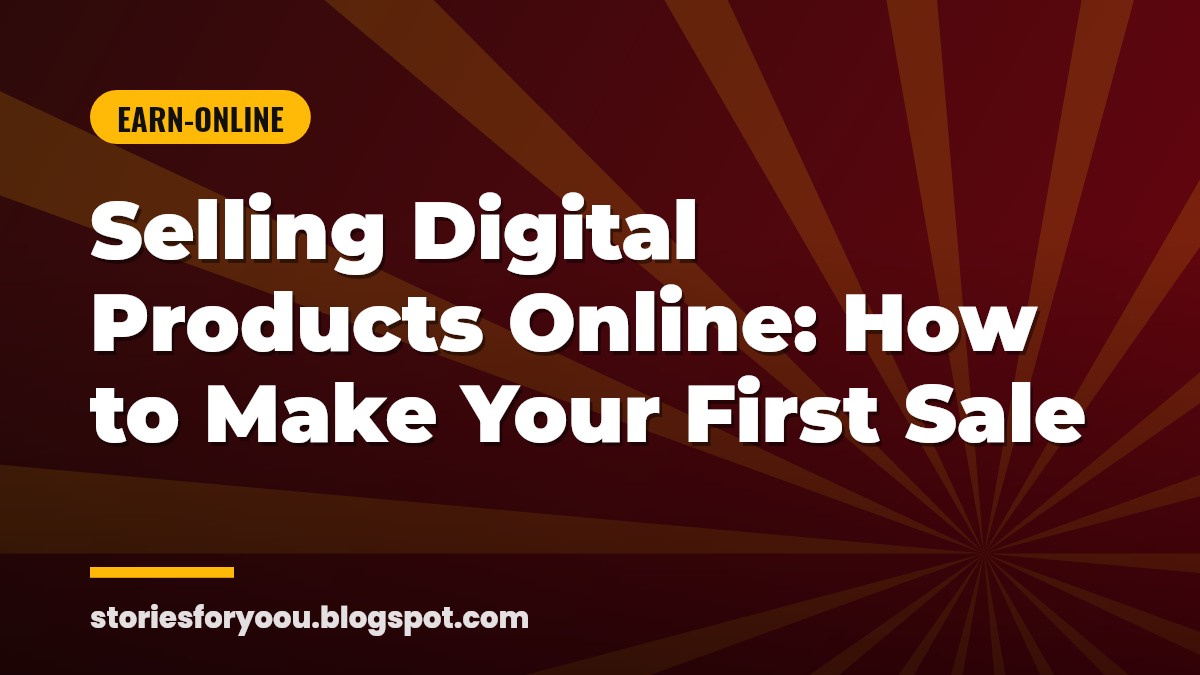 EARN-ONLINE
Selling Digital
Products Online: How
to Make Your First Sale
storiesforyoou.blogspot.com